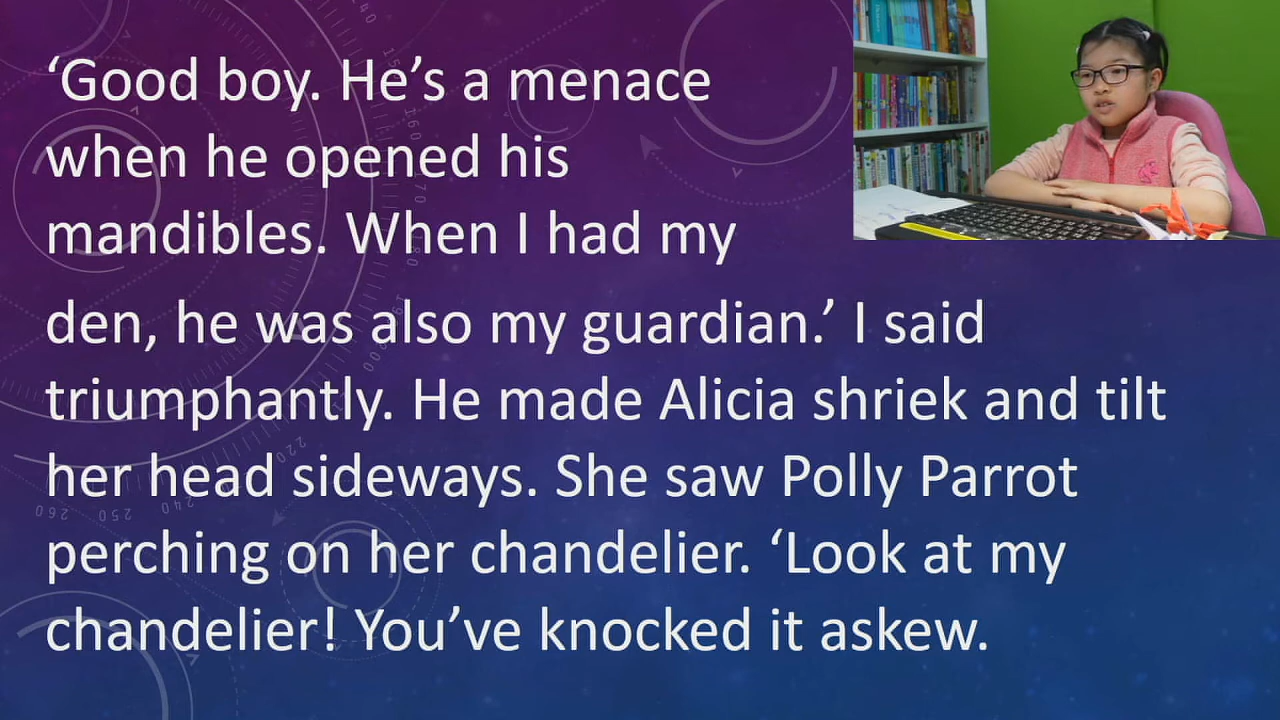 ‘Good boy. He’s a menace
when he opened his
mandibles. When I had my
den, he was also my guardian.’ I said
triumphantly. He made Alicia shriek and tilt
her head sideways. She saw Polly Parrot
perching on her chandelier. ‘Look at my
chandelier! You’ve knocked it askew.